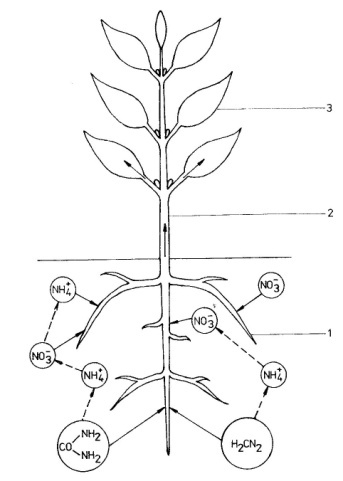 3
2
NH₄⁺
NO₃⁻
NO₃⁻
1
NO₃⁻
NH₄⁺
NH₄⁺
CO
NH₂
NH₂
H₂CN₂